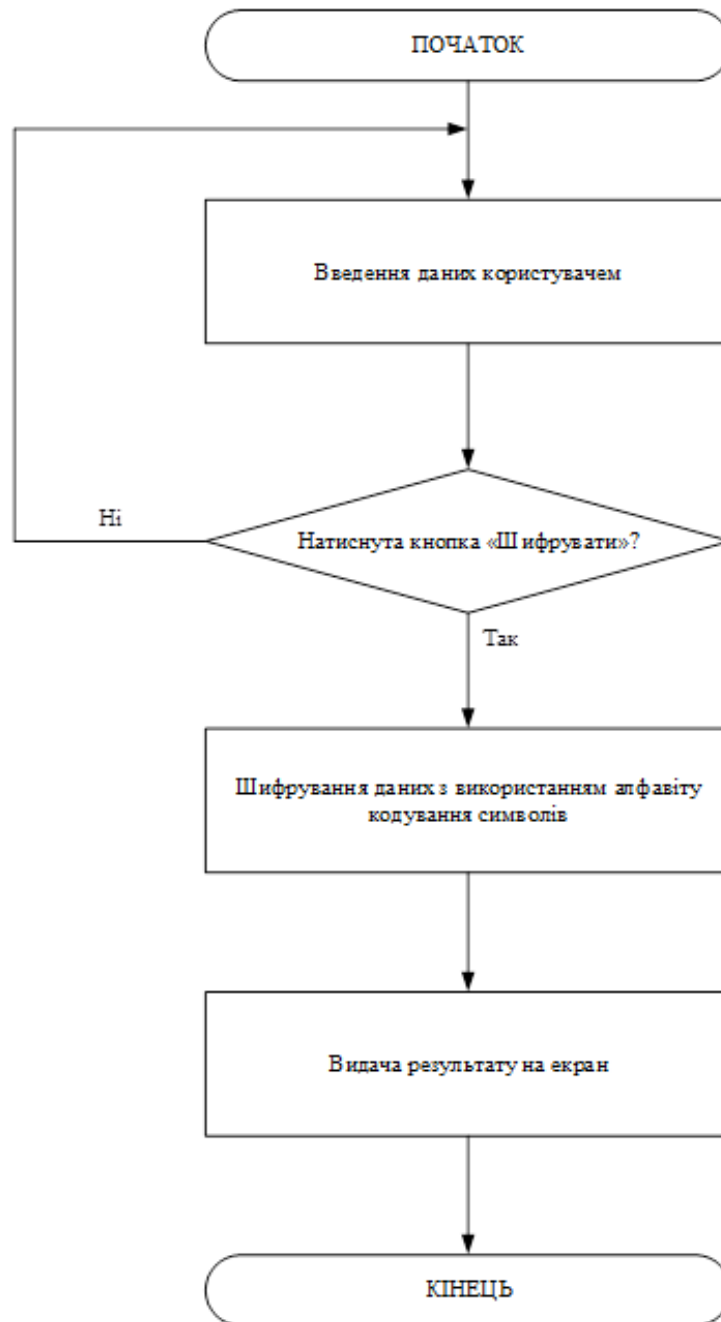 ПОЧАТОК
Введення даних користувачем
Натиснута кнопка «Шифрувати»?
Ні
Так
Шифрування даних з використанням алфавіту
кодування символів
Видача результату на екран
КІНЕЦЬ